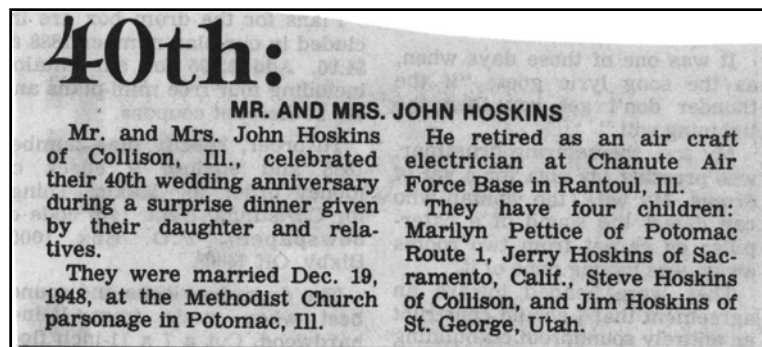 40th:
MR. AND MRS. JOHN HOSKINS
Mr. and Mrs. John Hoskins
of Collison, Ill., celebrated
their 40th wedding anniversary
during a surprise dinner given
by their daughter and rela-
tives.
They were married Dec. 19,
1948, at the Methodist Church
parsonage in Potomac, Ill.
He retired as an air craft
electrician at Chanute Air
Force Base in Rantoul, Ill.
They have four children:
Marilyn Pettice of Potomac
Route 1, Jerry Hoskins of Sac-
ramento, Calif., Steve Hoskins
of Collison, and Jim Hoskins of
St. George, Utah.